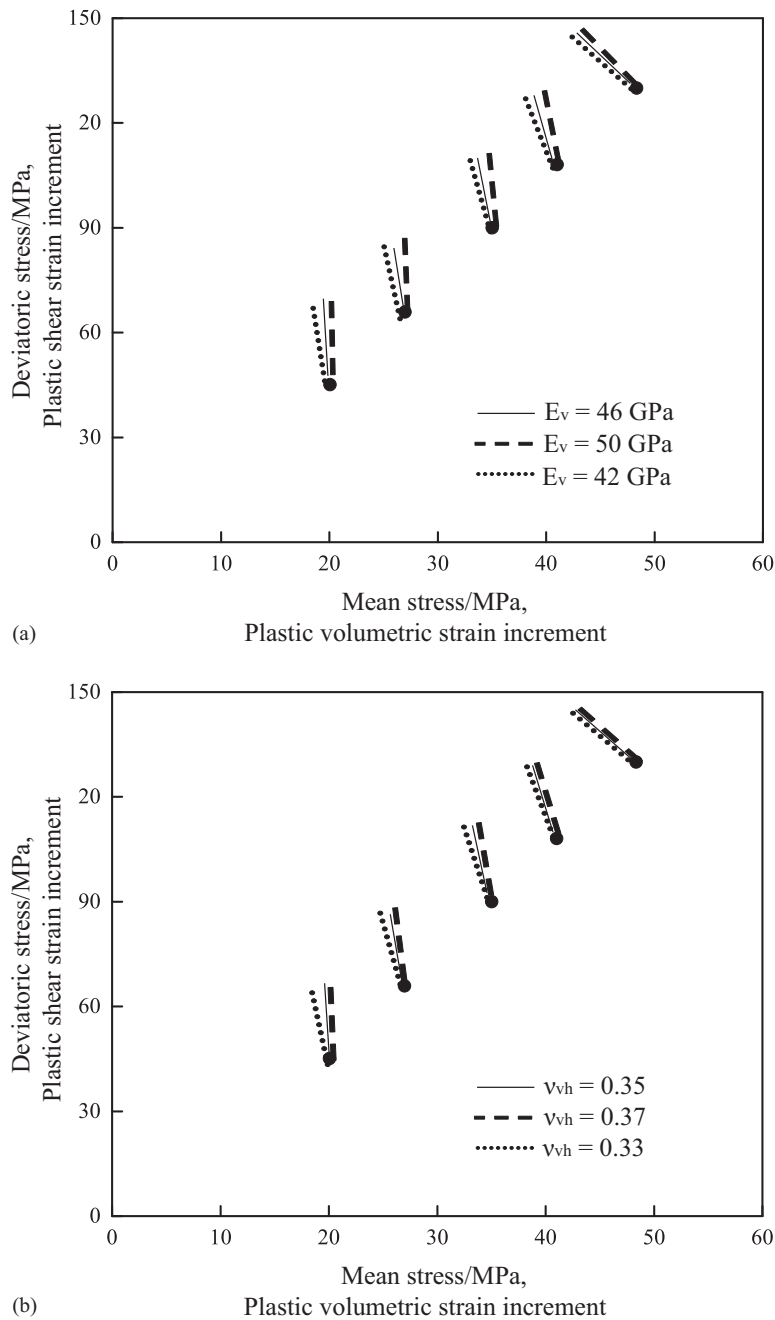 150
20
90
60
30
0
Deviatoric stress/MPa,
Plastic shear strain increment
Ev = 46 GPa
Ev = 50 GPa
Ev = 42 GPa
0 10 20 30 40 50 60
Mean stress/MPa,
Plastic volumetric strain increment
(a)
150
20
90
60
30
0
Deviatoric stress/MPa,
Plastic shear strain increment
νvh = 0.35
νvh = 0.37
νvh = 0.33
0 10 20 30 40 50 60
Mean stress/MPa,
Plastic volumetric strain increment
(b)